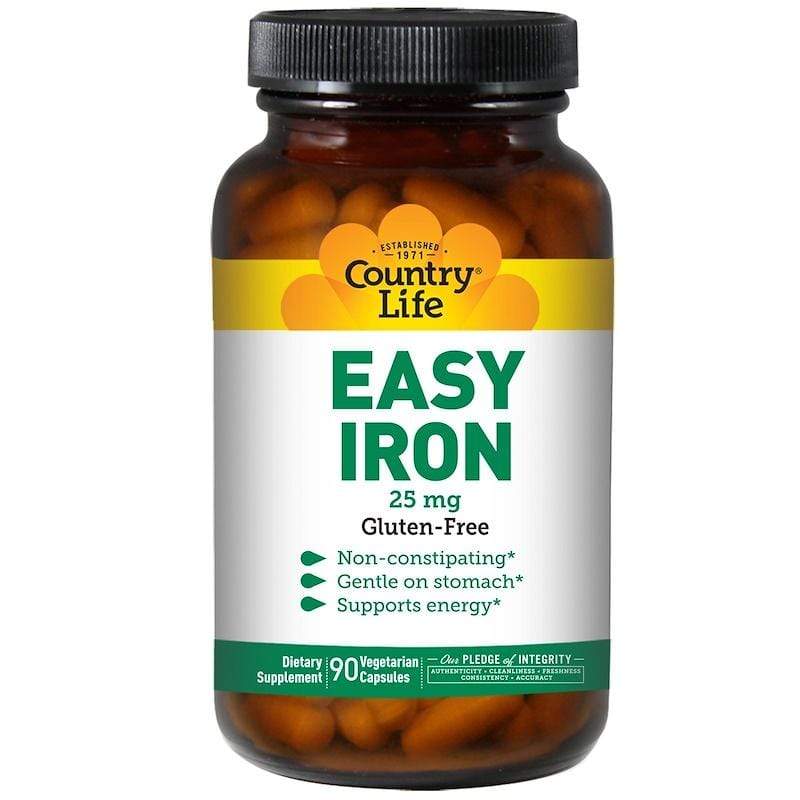 ESTABLISHED
1971
Country®
Life
EASY
IRON
25 mg
Gluten-Free
Non-constipating*
Gentle on stomach*
Supports energy*
Dietary
Supplement
90 Vegetarian
Capsules
Our PLEDGE of INTEGRITY
AUTHENTICITY • CLEANLINESS • FRESHNESS
CONSISTENCY • ACCURACY